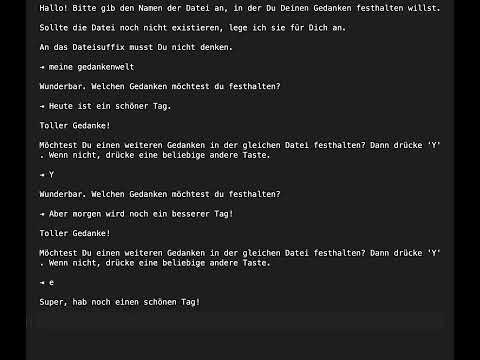 Hallo! Bitte gib den Namen der Datei an, in der Du Deinen Gedanken festhalten willst.
Sollte die Datei noch nicht existieren, lege ich sie für Dich an.
An das Dateisuffix musst Du nicht denken.
→ meine gedankenwelt
Wunderbar. Welchen Gedanken möchtest du festhalten?
→ Heute ist ein schöner Tag.
Toller Gedanke!
Möchtest Du einen weiteren Gedanken in der gleichen Datei festhalten? Dann drücke 'Y'
. Wenn nicht, drücke eine beliebige andere Taste.
→ Y
Wunderbar. Welchen Gedanken möchtest du festhalten?
→ Aber morgen wird noch ein besserer Tag!
Toller Gedanke!
Möchtest Du einen weiteren Gedanken in der gleichen Datei festhalten? Dann drücke 'Y'
. Wenn nicht, drücke eine beliebige andere Taste.
→ e
Super, hab noch einen schönen Tag!